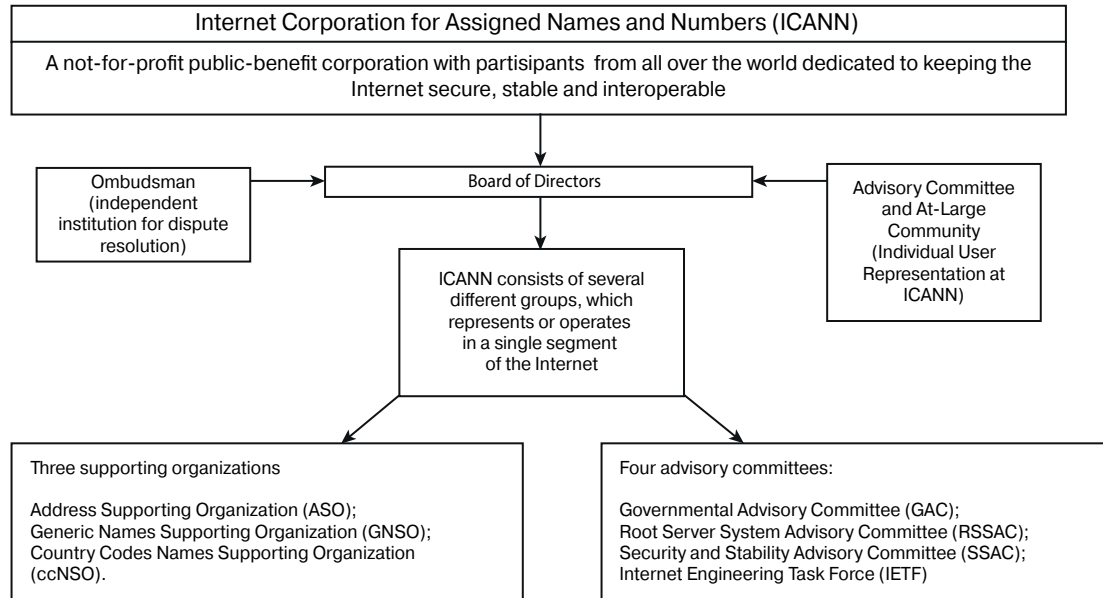 Internet Corporation for Assigned Names and Numbers (ICANN)
A not-for-profit public-benefit corporation with partisipants from all over the world dedicated to keeping the
Internet secure, stable and interoperable
Board of Directors
Ombudsman
(independent
institution for dispute
resolution)
Advisory Committee
and At-Large
Community
(Individual User
Representation at
ICANN)
ICANN consists of several
different groups, which
represents or operates
in a single segment
of the Internet
Three supporting organizations
Address Supporting Organization (ASO);
Generic Names Supporting Organization (GNSO);
Country Codes Names Supporting Organization
(ccNSO).
Four advisory committees:
Governmental Advisory Committee (GAC);
Root Server System Advisory Committee (RSSAC);
Security and Stability Advisory Committee (SSAC);
Internet Engineering Task Force (IETF)